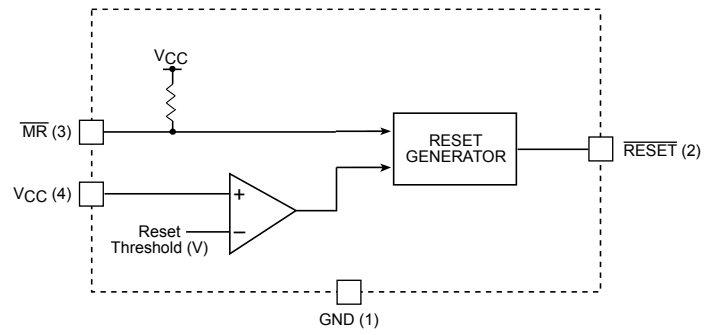 VCC
MR (3)
RESET
GENERATOR
RESET (2)
VCC (4)
+
Reset
Threshold (V)
−
GND (1)